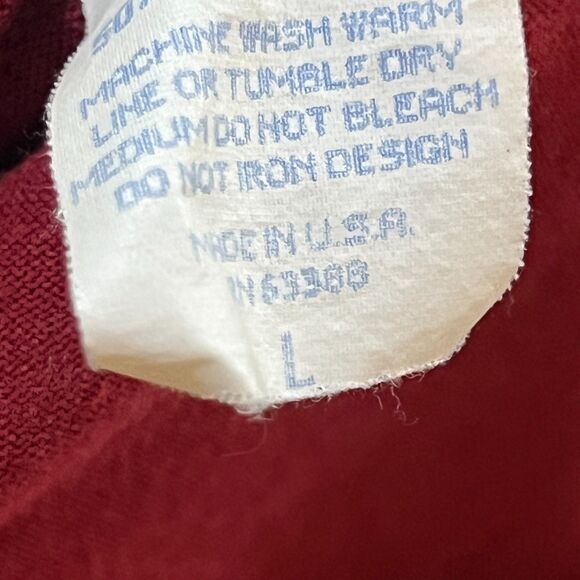 MACHINE WASH WARM
LINE OR TUMBLE DRY
MEDIUM DO NOT BLEACH
DO NOT IRON DESIGN
MADE IN U.S.A.
L